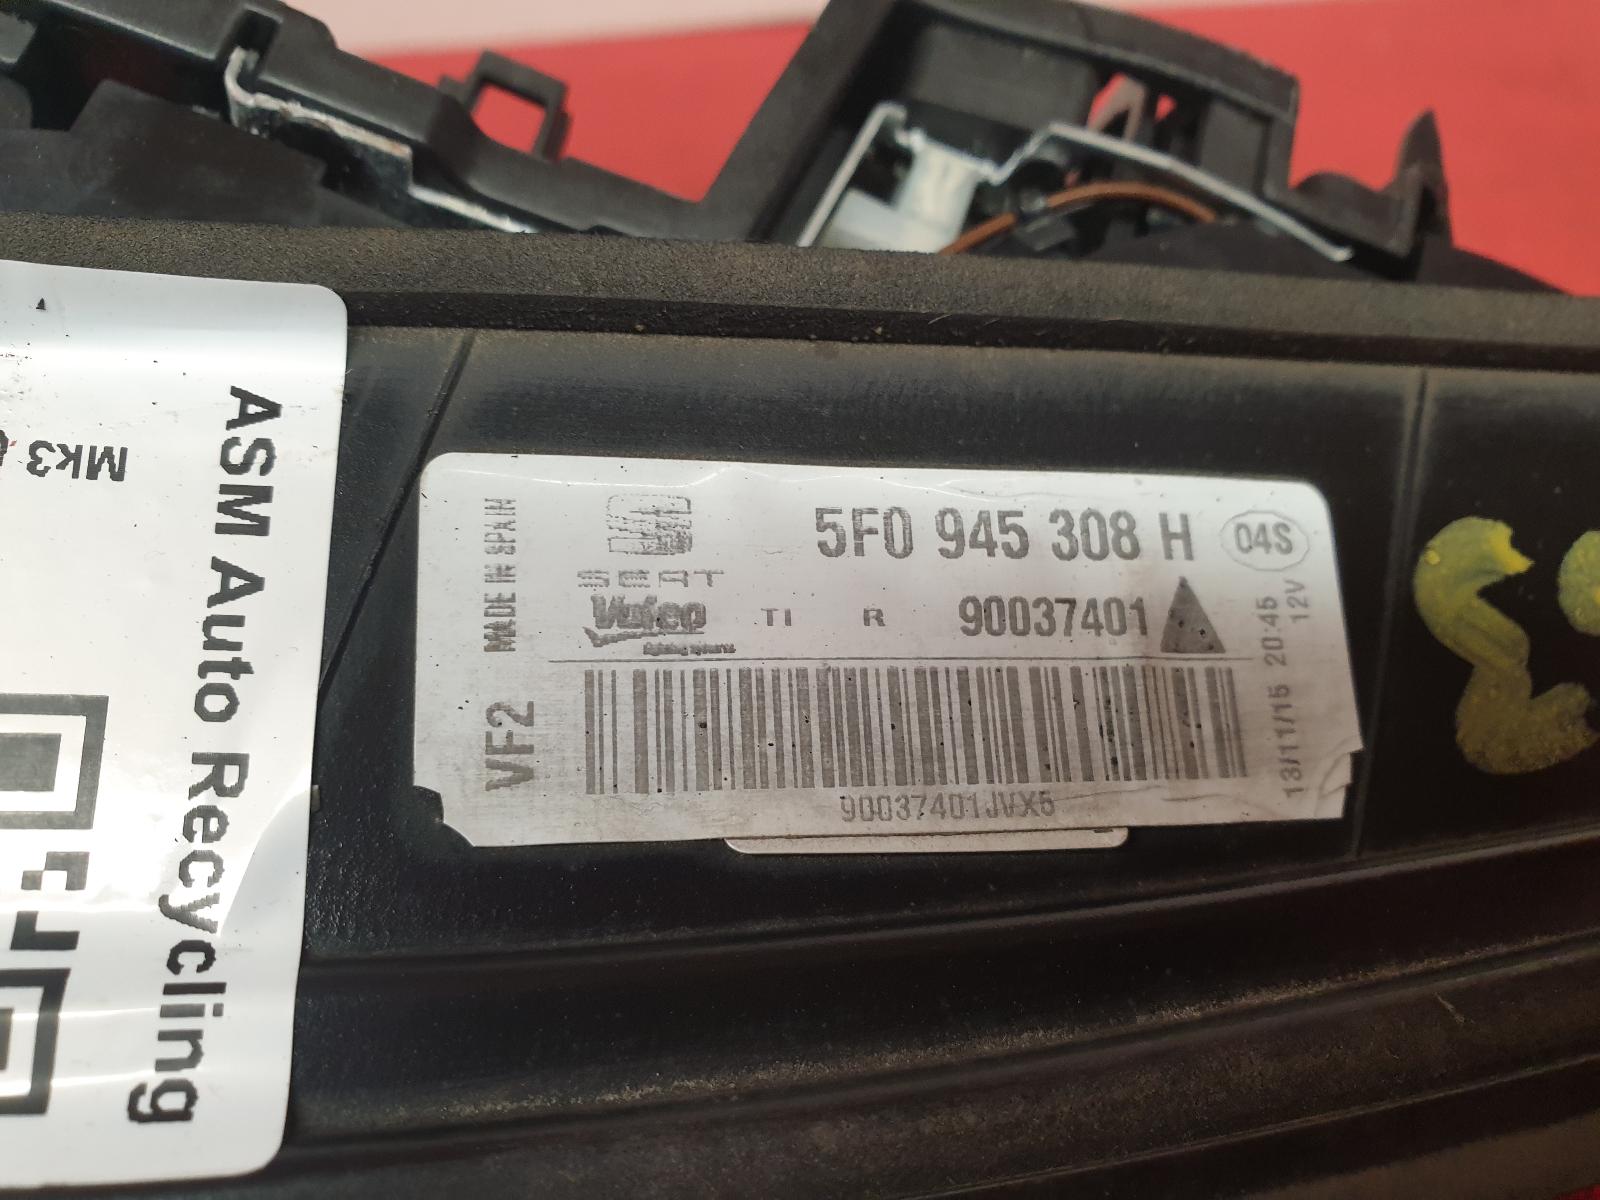 ASM Auto Recycling
Mk3
MADE IN SPAIN
VF2
SEAT
5F0 945 308 H
04S
Valeo
TI R 90037401
90037401JVX5
13/11/15 20:45
12V